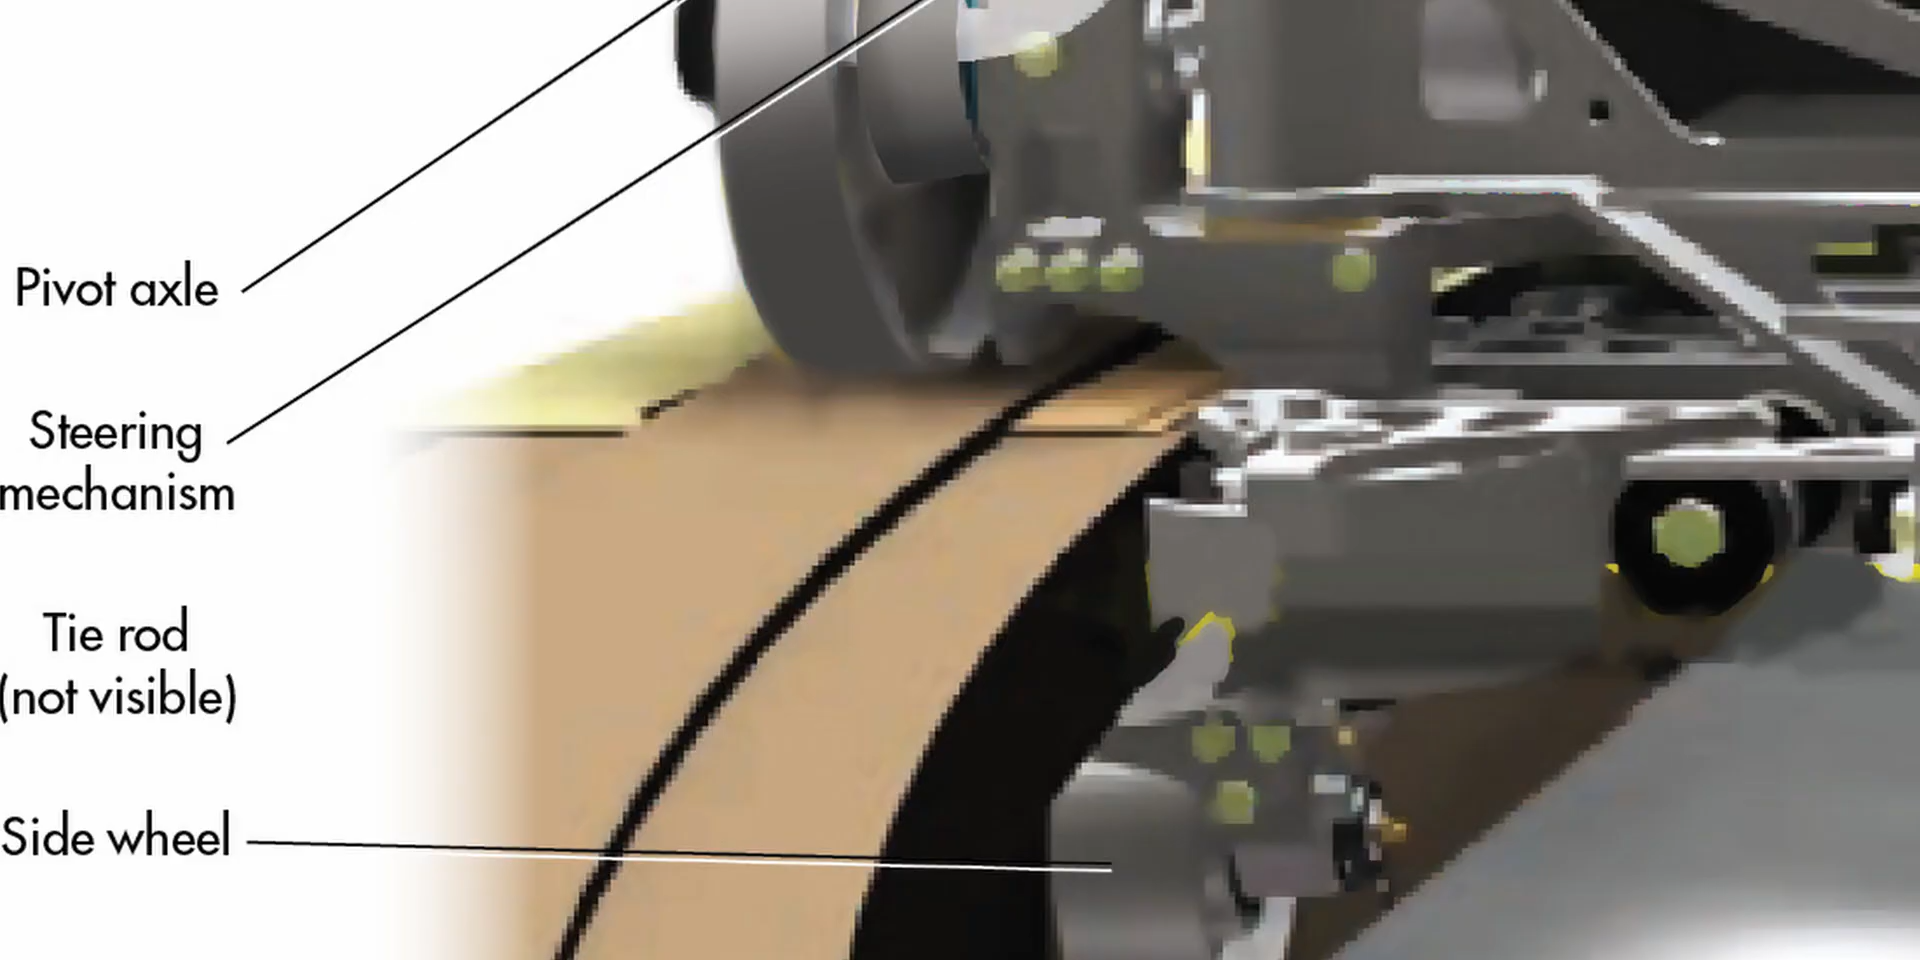 Pivot axle
Steering
mechanism
Tie rod
(not visible)
Side wheel